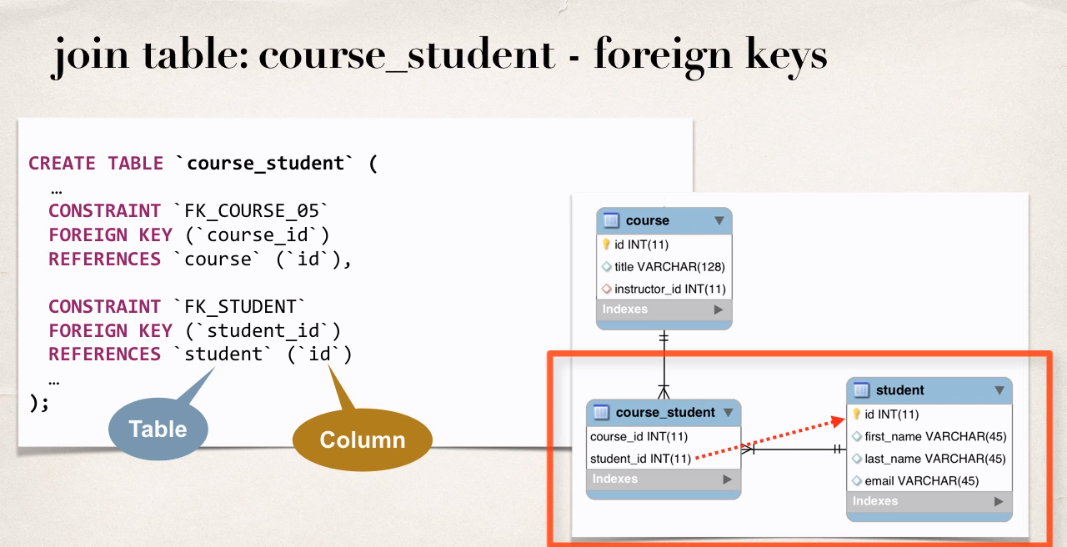 join table: course_student - foreign keys
CREATE TABLE `course_student` (
…
CONSTRAINT `FK_COURSE_05`
FOREIGN KEY (`course_id`)
REFERENCES `course` (`id`),
CONSTRAINT `FK_STUDENT`
FOREIGN KEY (`student_id`)
REFERENCES `student` (`id`)
…
);
Table
Column
course
id INT(11)
title VARCHAR(128)
instructor_id INT(11)
Indexes
course_student
course_id INT(11)
student_id INT(11)
Indexes
student
id INT(11)
first_name VARCHAR(45)
last_name VARCHAR(45)
email VARCHAR(45)
Indexes